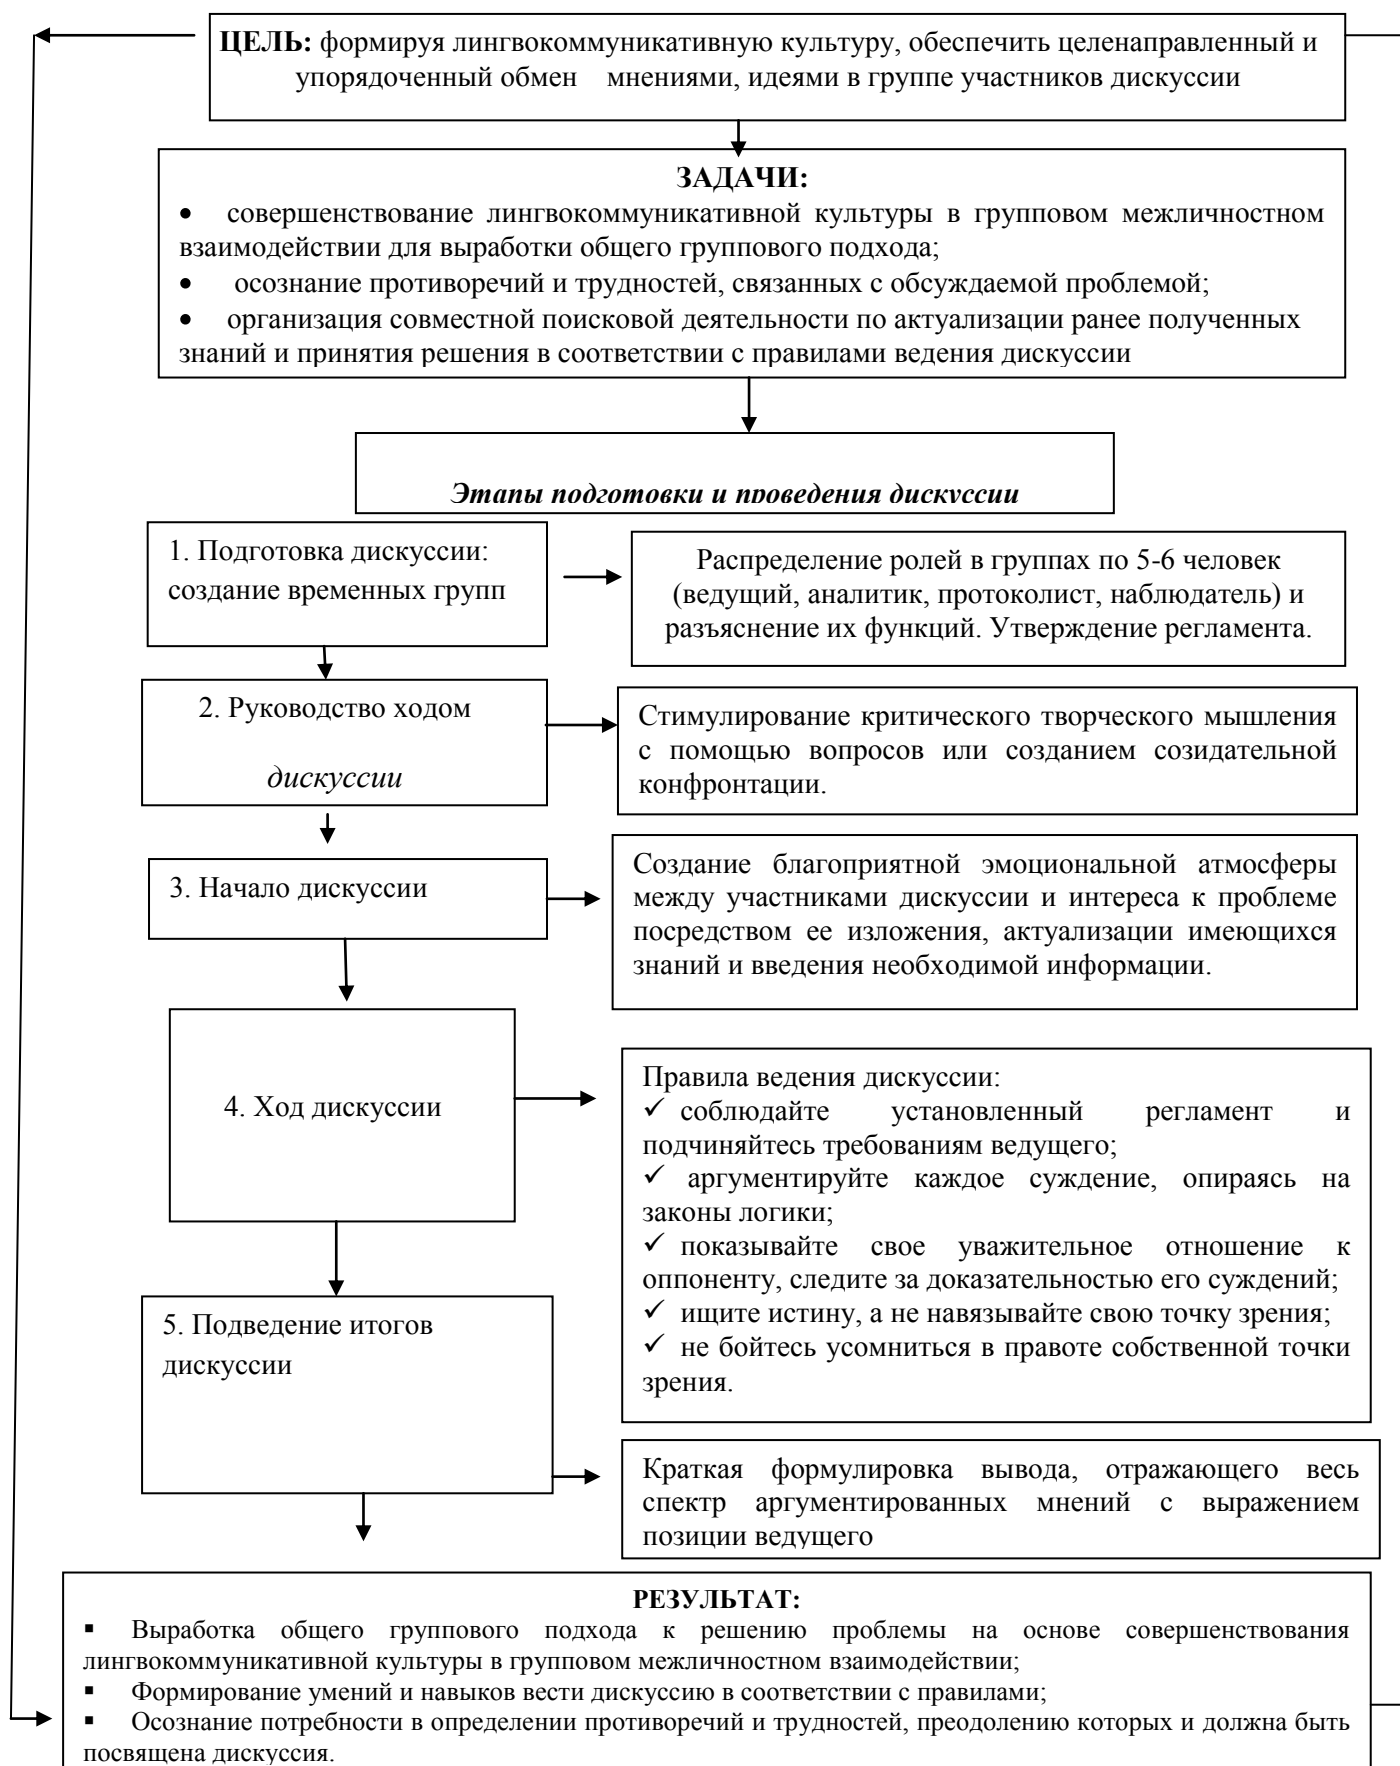 ЦЕЛЬ: формируя лингвокоммуникативную культуру, обеспечить целенаправленный и
упорядоченный обмен мнениями, идеями в группе участников дискуссии
ЗАДАЧИ:
• совершенствование лингвокоммуникативной культуры в групповом межличностном
взаимодействии для выработки общего группового подхода;
• осознание противоречий и трудностей, связанных с обсуждаемой проблемой;
• организация совместной поисковой деятельности по актуализации ранее полученных
знаний и принятия решения в соответствии с правилами ведения дискуссии
Этапы подготовки и проведения дискуссии
1. Подготовка дискуссии:
создание временных групп
Распределение ролей в группах по 5-6 человек
(ведущий, аналитик, протоколист, наблюдатель) и
разъяснение их функций. Утверждение регламента.
2. Руководство ходом
дискуссии
Стимулирование критического творческого мышления
с помощью вопросов или созданием созидательной
конфронтации.
3. Начало дискуссии
Создание благоприятной эмоциональной атмосферы
между участниками дискуссии и интереса к проблеме
посредством ее изложения, актуализации имеющихся
знаний и введения необходимой информации.
4. Ход дискуссии
Правила ведения дискуссии:
✓ соблюдайте установленный регламент и
подчиняйтесь требованиям ведущего;
✓ аргументируйте каждое суждение, опираясь на
законы логики;
✓ показывайте свое уважительное отношение к
оппоненту, следите за доказательностью его суждений;
✓ ищите истину, а не навязывайте свою точку зрения;
✓ не бойтесь усомниться в правоте собственной точки
зрения.
5. Подведение итогов
дискуссии
Краткая формулировка вывода, отражающего весь
спектр аргументированных мнений с выражением
позиции ведущего
РЕЗУЛЬТАТ:
▪ Выработка общего группового подхода к решению проблемы на основе совершенствования
лингвокоммуникативной культуры в групповом межличностном взаимодействии;
▪ Формирование умений и навыков вести дискуссию в соответствии с правилами;
▪ Осознание потребности в определении противоречий и трудностей, преодолению которых и должна быть
посвящена дискуссия.